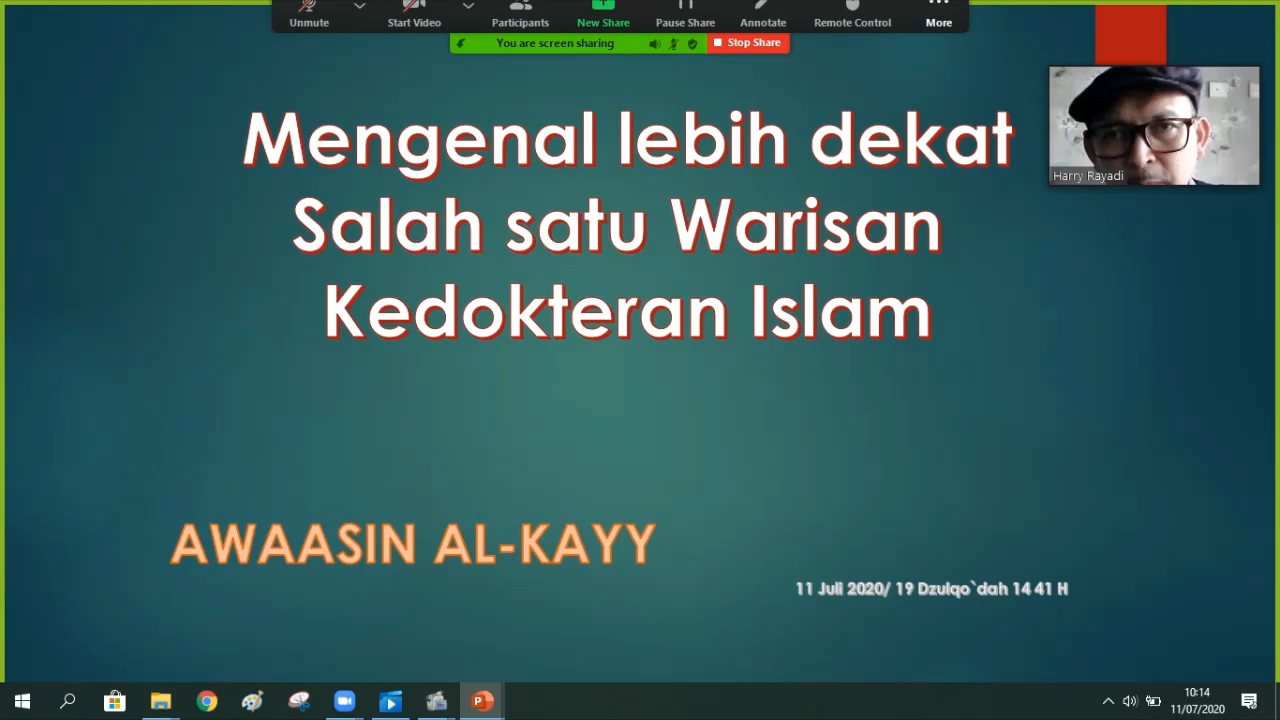 Unmute
Start Video
Participants
New Share
Pause Share
Annotate
Remote Control
More
You are screen sharing
Stop Share
Mengenal lebih dekat
Salah satu Warisan
Kedokteran Islam
Harry Rayadi
AWAASIN AL-KAYY
11 Juli 2020/ 19 Dzulqo`dah 14 41 H
10:14
11/07/2020